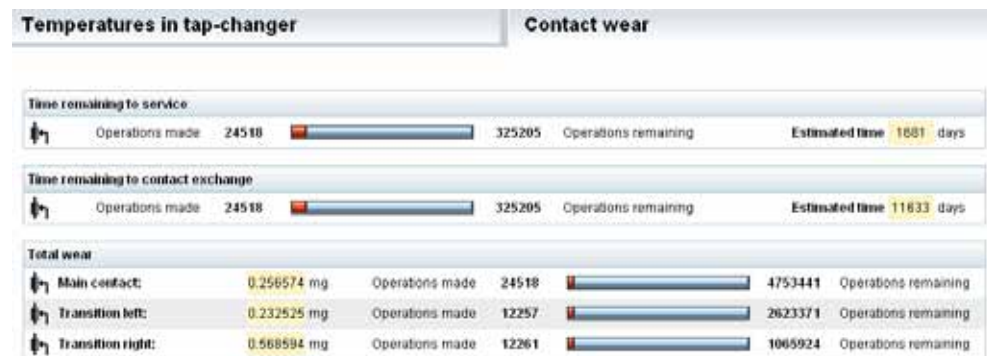 Temperatures in tap-changer Contact wear
Time remaining to service
Operations made 24518 325205 Operations remaining Estimated time 1681 days
Time remaining to contact exchange
Operations made 24518 325205 Operations remaining Estimated time 11633 days
Total wear
Main contact: 0.256574 mg Operations made 24518 4753441 Operations remaining
Transition left: 0.232525 mg Operations made 12257 2623371 Operations remaining
Transition right: 0.568594 mg Operations made 12261 1065924 Operations remaining